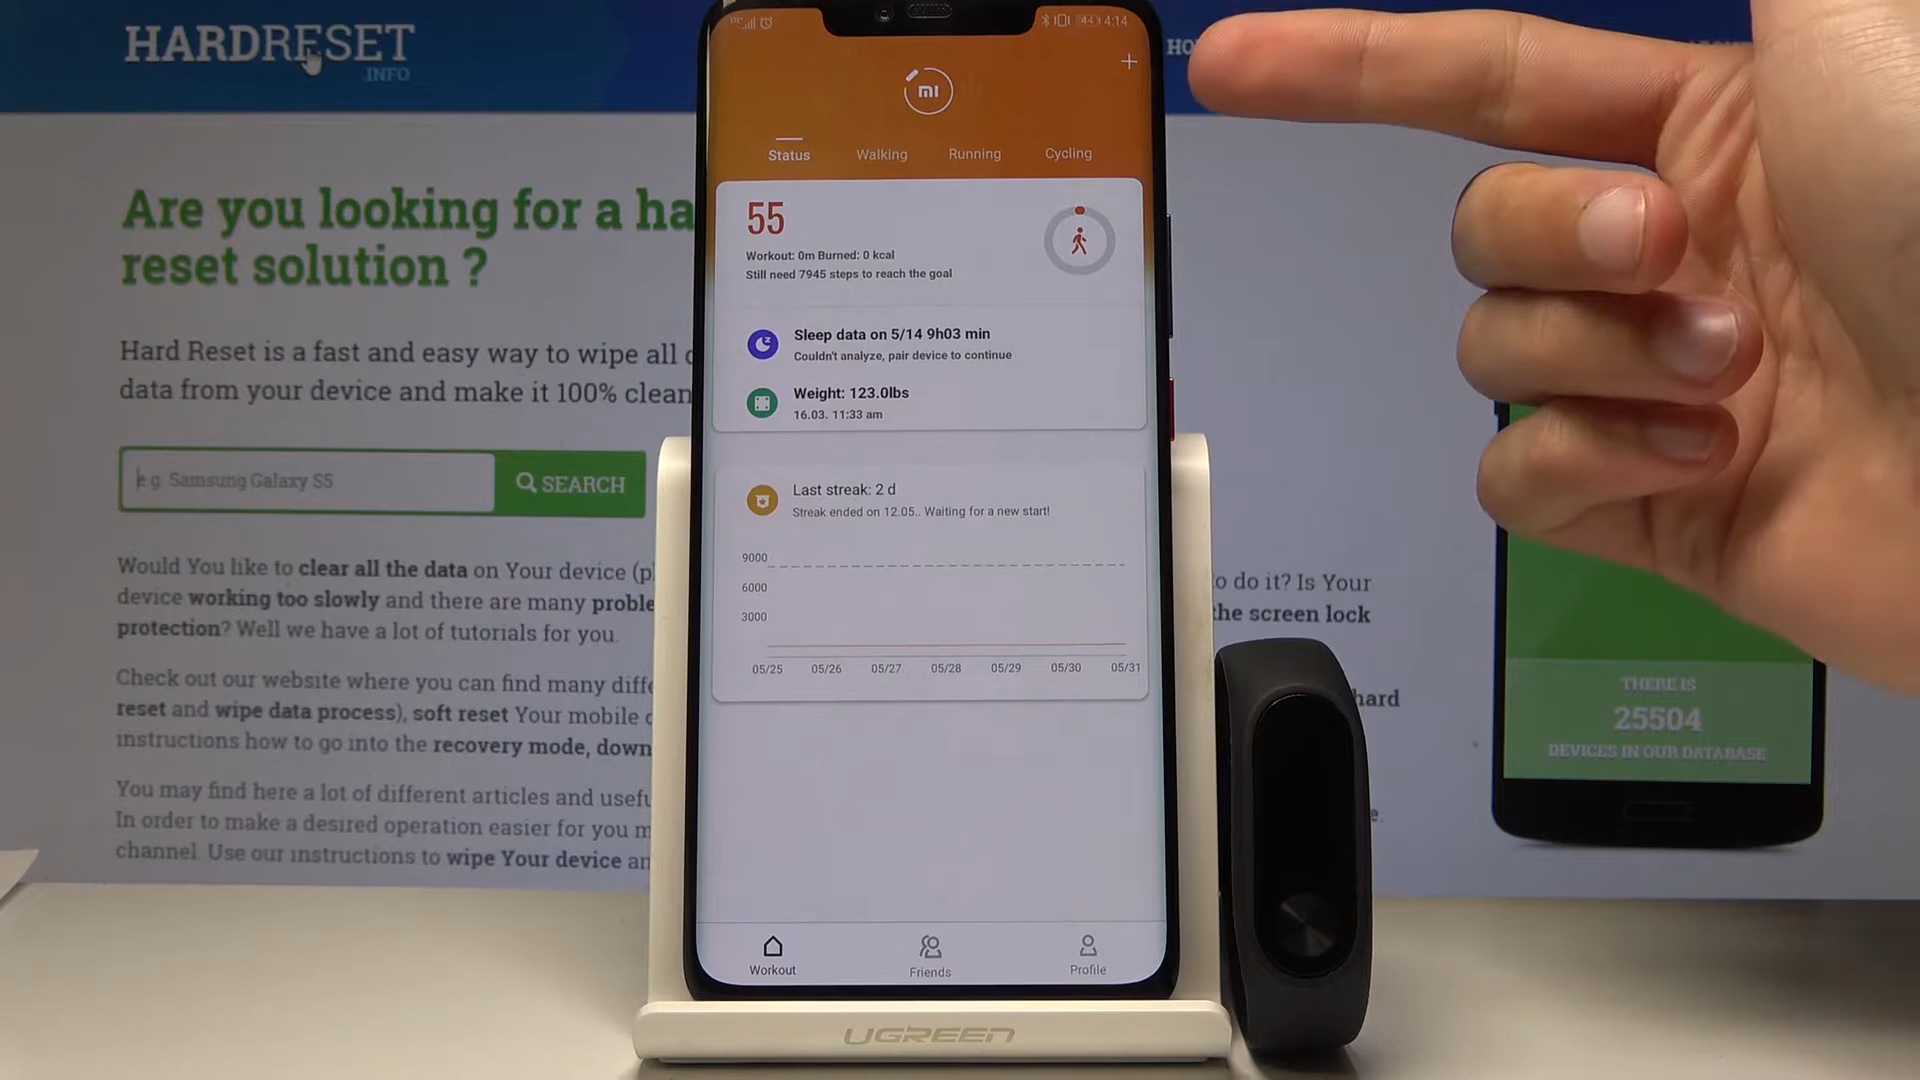 HARDRESET
.INFO
HO
44 4:14
+
mi
Status Walking Running Cycling
55
Workout: 0m Burned: 0 kcal
Still need 7945 steps to reach the goal
Sleep data on 5/14 9h03 min
Couldn't analyze, pair device to continue
Weight: 123.0lbs
16.03. 11:33 am
Last streak: 2 d
Streak ended on 12.05.. Waiting for a new start!
9000
6000
3000
05/25 05/26 05/27 05/28 05/29 05/30 05/31
Workout Friends Profile
UGREEN
Are you looking for a ha
reset solution ?
Hard Reset is a fast and easy way to wipe all
data from your device and make it 100% clean
e.g. Samsung Galaxy S5 SEARCH
Would You like to clear all the data on Your device (p
o do it? Is Your
device working too slowly and there are many proble
the screen lock
protection? Well we have a lot of tutorials for you.
Check out our website where you can find many diffe
hard
reset and wipe data process), soft reset Your mobile
instructions how to go into the recovery mode, down
You may find here a lot of different articles and usefu
e.
In order to make a desired operation easier for you m
channel. Use our instructions to wipe Your device an
THERE IS
25504
DEVICES IN OUR DATABASE